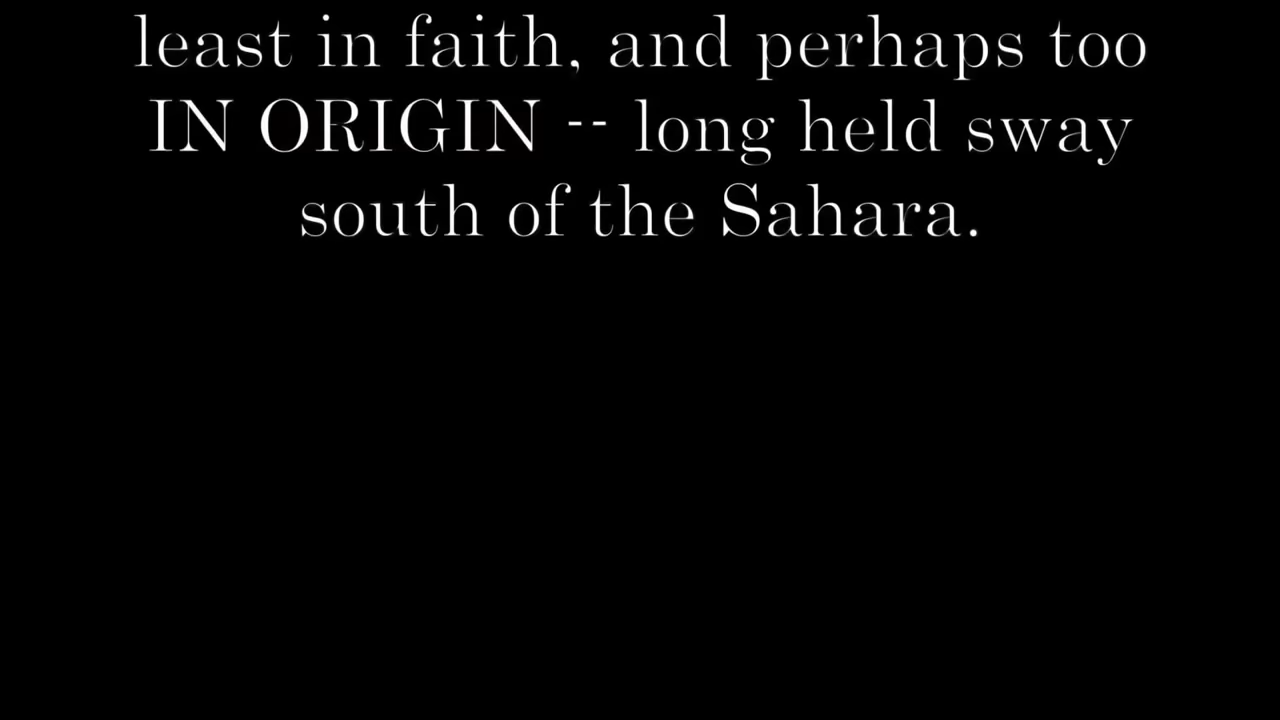 least in faith, and perhaps too
IN ORIGIN -- long held sway
south of the Sahara.